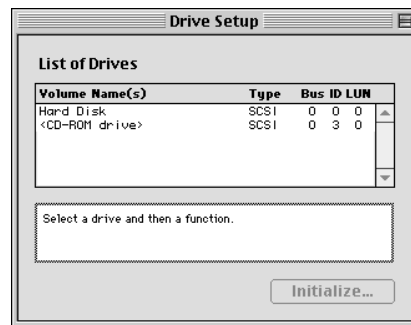 Drive Setup
List of Drives
Volume Name(s) Type Bus ID LUN
Hard Disk SCSI 0 0 0
<CD-ROM drive> SCSI 0 3 0
Select a drive and then a function.
Initialize...